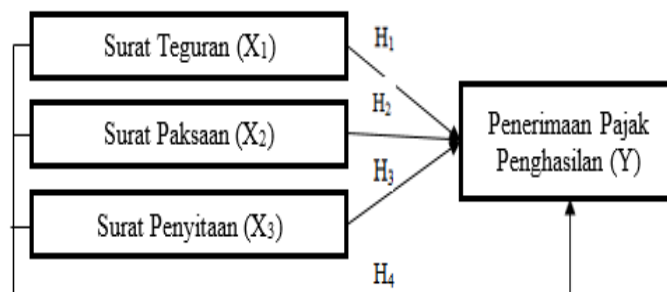 Surat Teguran (X₁)
H₁
H₂
Surat Paksaan (X₂)
Penerimaan Pajak
Penghasilan (Y)
H₃
Surat Penyitaan (X₃)
H₄